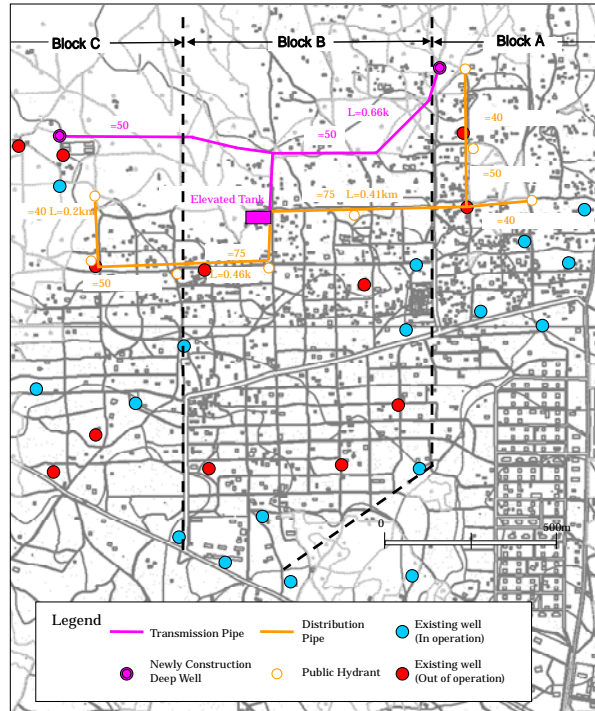 Block C
Block B
Block A
L=0.66k
=50
=50
=40
=50
Elevated Tank
=75
L=0.41km
=40
=40 L=0.2km
=75
L=0.46k
=50
0
500m
Legend
Transmission Pipe
Distribution
Pipe
Existing well
(In operation)
Newly Construction
Deep Well
Public Hydrant
Existing well
(Out of operation)